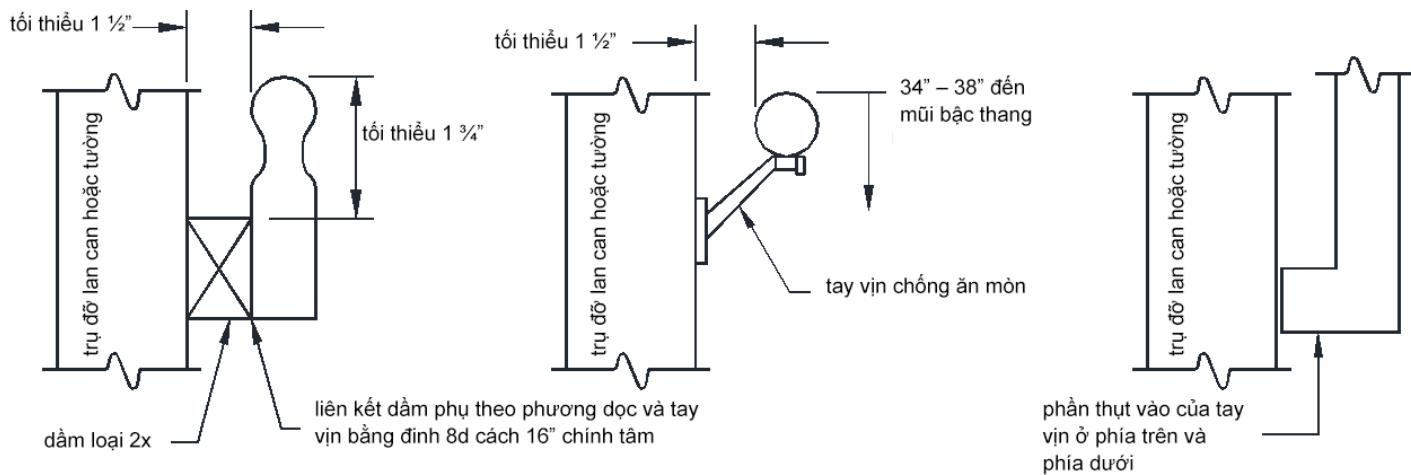 tối thiểu 1 ½”
trụ đỡ lan can hoặc tường
tối thiểu 1 ¾”
dầm loại 2x
liên kết dầm phụ theo phương dọc và tay
vịn bằng đinh 8d cách 16” chính tâm
tối thiểu 1 ½”
trụ đỡ lan can hoặc tường
34” – 38” đến
mũi bậc thang
tay vịn chống ăn mòn
trụ đỡ lan can hoặc tường
phần thụt vào của tay
vịn ở phía trên và
phía dưới